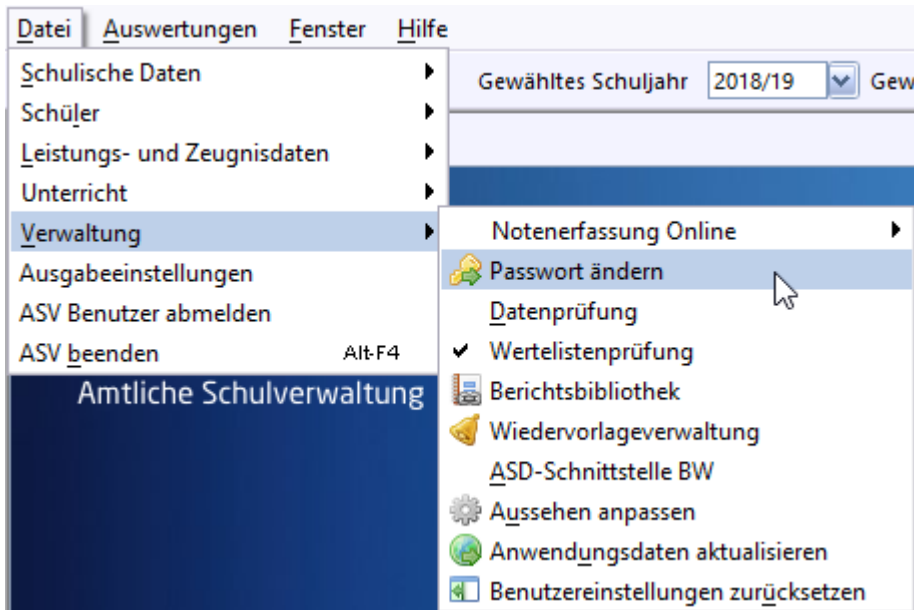 Datei Auswertungen Fenster Hilfe
Gewähltes Schuljahr 2018/19 Gew
Schulische Daten
Schüler
Leistungs- und Zeugnisdaten
Unterricht
Verwaltung
Ausgabeeinstellungen
ASV Benutzer abmelden
ASV beenden Alt-F4
Amtliche Schulverwaltung
Notenerfassung Online
Passwort ändern
Datenprüfung
Wertelistenprüfung
Berichtsbibliothek
Wiedervorlageverwaltung
ASD-Schnittstelle BW
Aussehen anpassen
Anwendungsdaten aktualisieren
Benutzereinstellungen zurücksetzen